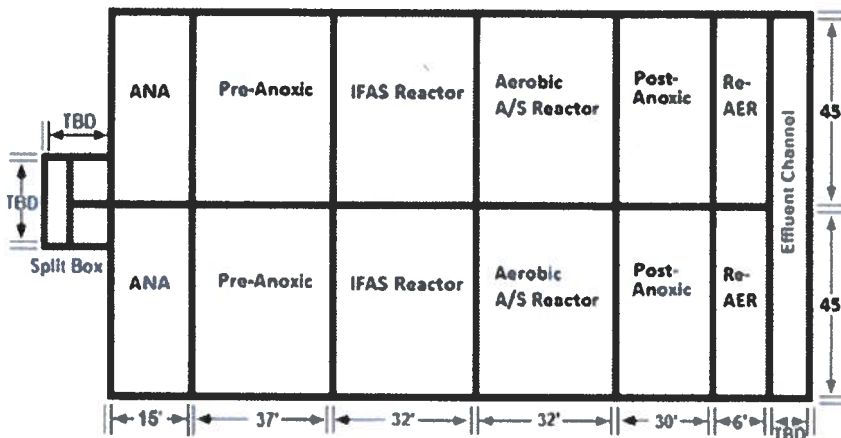 TBD
ANA
Pre-Anoxic
IFAS Reactor
Aerobic
A/S Reactor
Post-
Anoxic
Re-
AER
45
TBD
Split Box
Effluent Channel
ANA
Pre-Anoxic
IFAS Reactor
Aerobic
A/S Reactor
Post-
Anoxic
Re-
AER
45
37'
32'
32'
30'
6'
TBD